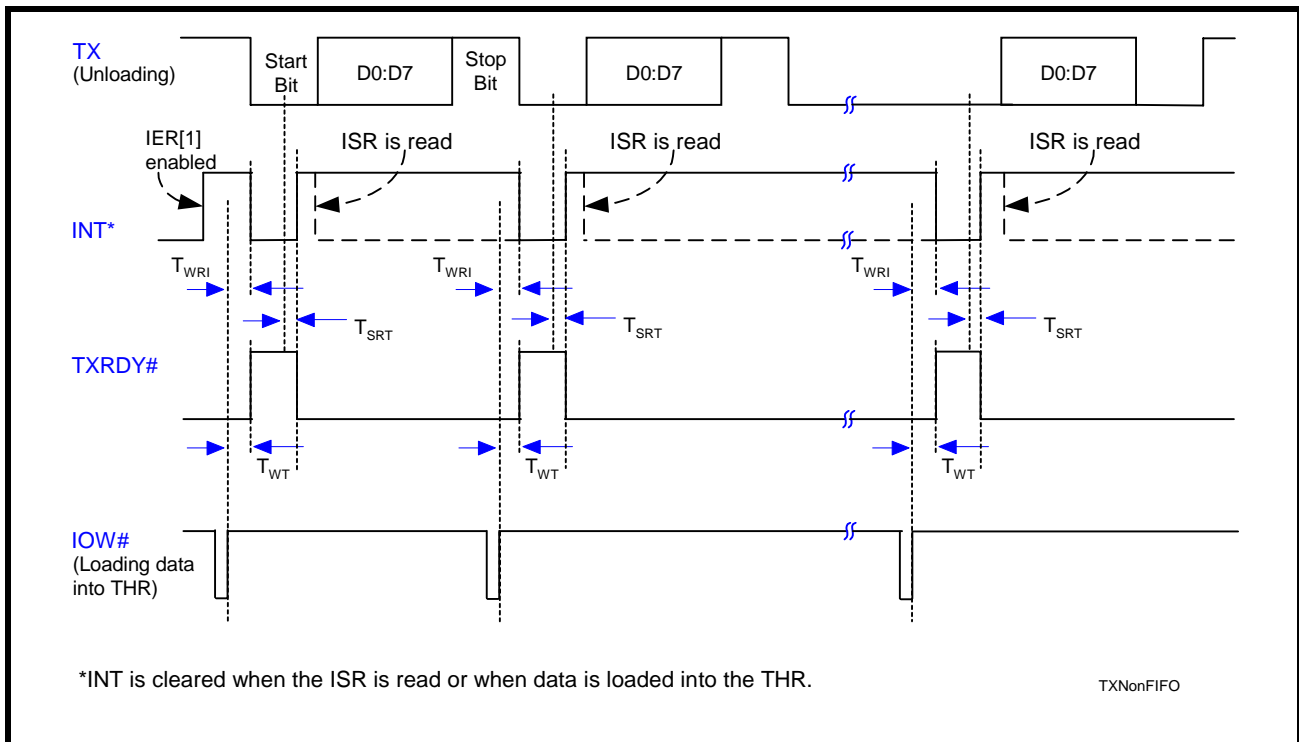 TX
(Unloading)
Start
Bit
D0:D7
Stop
Bit
D0:D7
D0:D7
IER[1]
enabled
ISR is read
ISR is read
ISR is read
INT*
TWRI
TWRI
TWRI
TSRT
TSRT
TSRT
TXRDY#
TWT
TWT
TWT
IOW#
(Loading data
into THR)
*INT is cleared when the ISR is read or when data is loaded into the THR.
TXNonFIFO